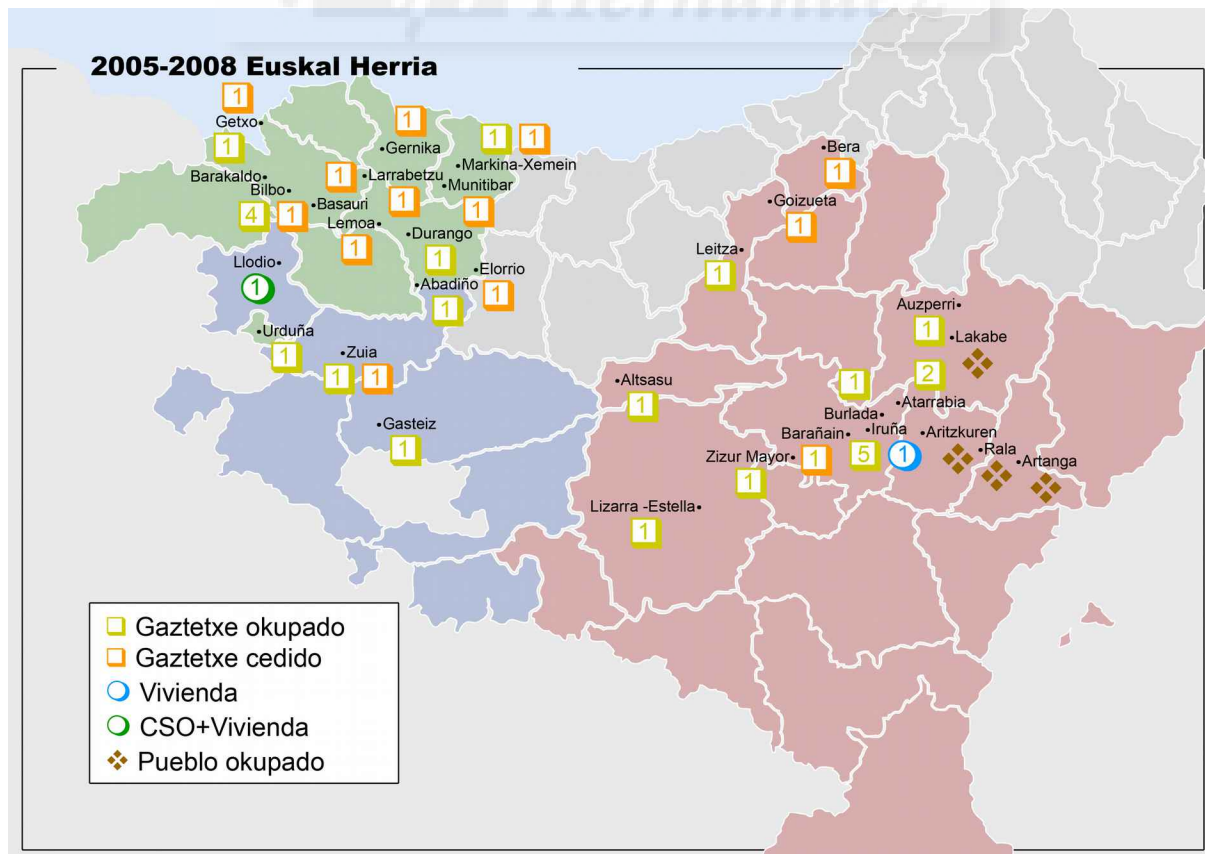 Hernandez
2005-2008 Euskal Herria
1
Getxo
1
1
Gernika
1
1
Markina-Xemein
Barakaldo
1
Larrabetzu
Munitibar
Bilbo
4
1
Basauri
1
1
Lemoa
1
Durango
1
Llodio
1
Elorrio
1
Abadiño
1
Urduña
1
Zuia
1
1
Gasteiz
1
Bera
1
Goizueta
1
Leitza
1
Auzperri
1
Lakabe
2
Altsasu
1
1
Atarrabia
Burlada
Iruña
5
1
Aritzkuren
Rala
Artanga
Barañain
Zizur Mayor
1
1
Lizarra -Estella
1
Gaztetxe okupado
Gaztetxe cedido
Vivienda
CSO+Vivienda
Pueblo okupado